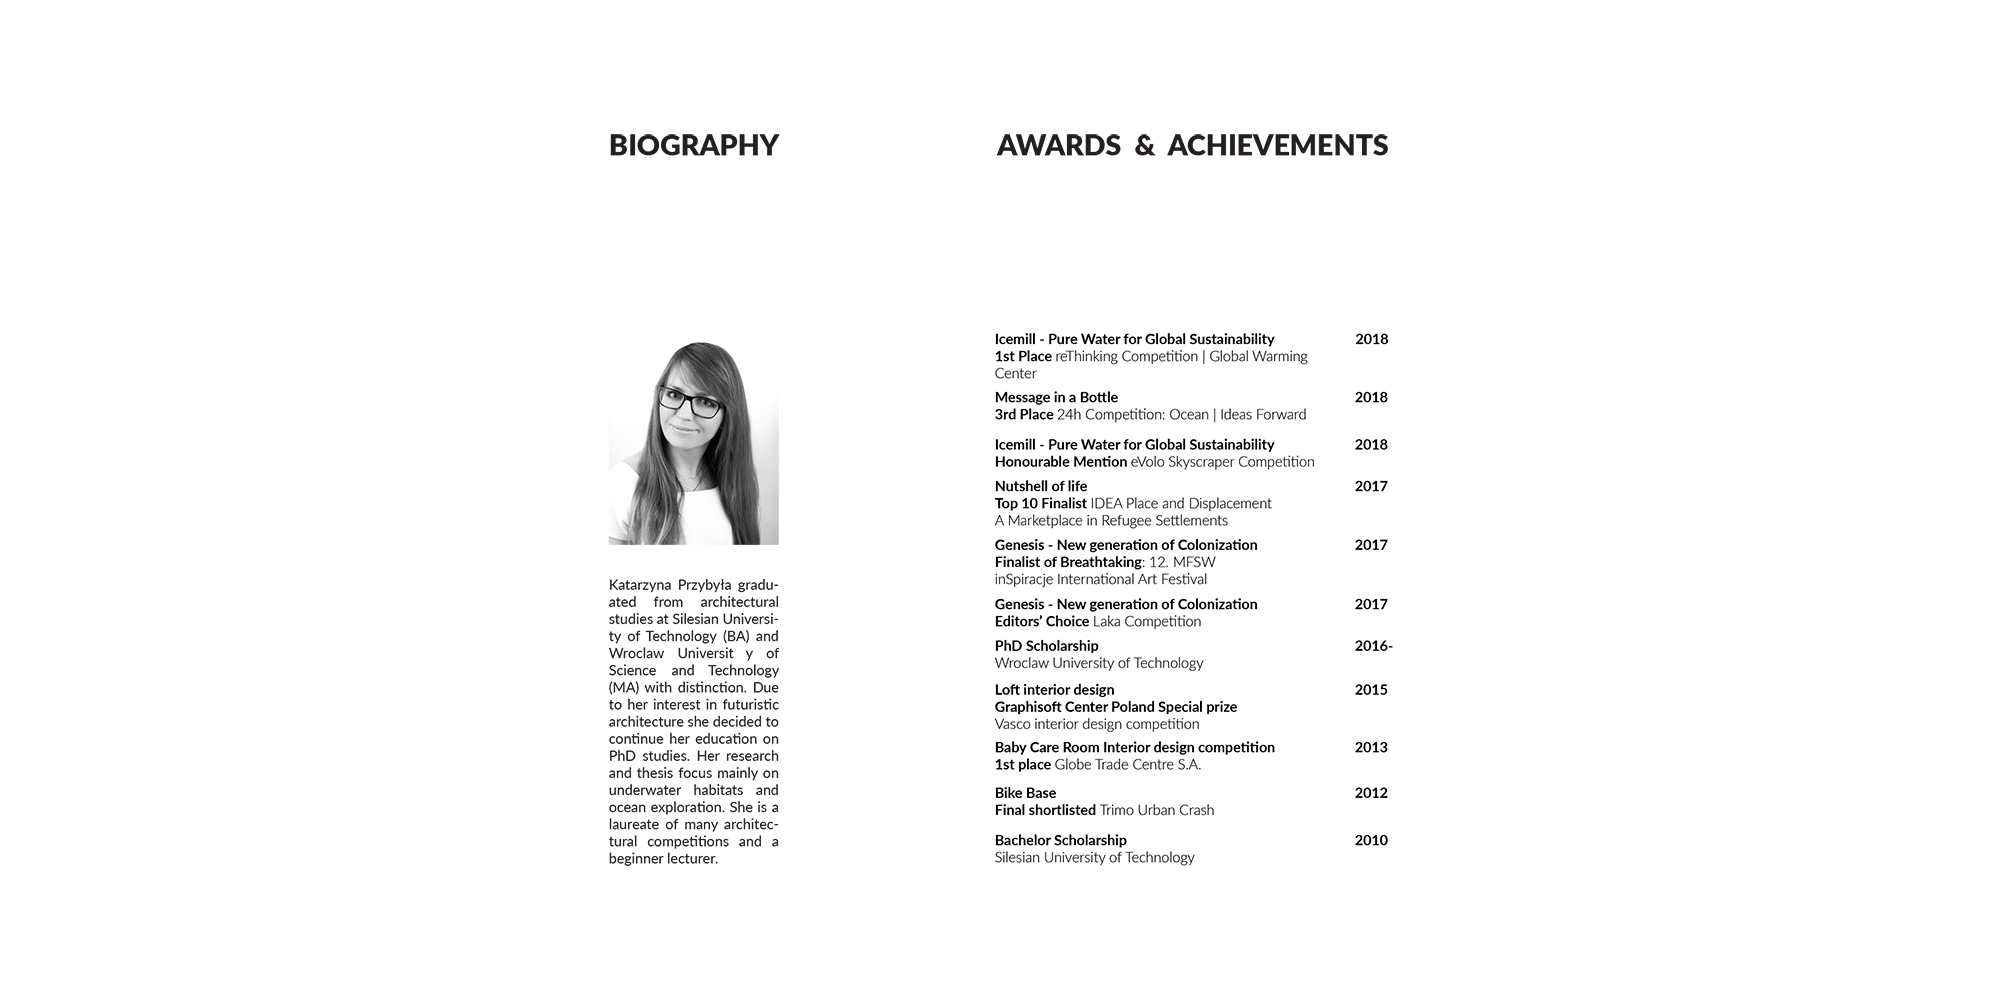 BIOGRAPHY
Katarzyna Przybyła gradu-
ated from architectural
studies at Silesian Universi-
ty of Technology (BA) and
Wroclaw Universit y of
Science and Technology
(MA) with distinction. Due
to her interest in futuristic
architecture she decided to
continue her education on
PhD studies. Her research
and thesis focus mainly on
underwater habitats and
ocean exploration. She is a
laureate of many architec-
tural competitions and a
beginner lecturer.
AWARDS & ACHIEVEMENTS
Icemill - Pure Water for Global Sustainability 2018
1st Place reThinking Competition | Global Warming
Center
Message in a Bottle 2018
3rd Place 24h Competition: Ocean | Ideas Forward
Icemill - Pure Water for Global Sustainability 2018
Honourable Mention eVolo Skyscraper Competition
Nutshell of life 2017
Top 10 Finalist IDEA Place and Displacement
A Marketplace in Refugee Settlements
Genesis - New generation of Colonization 2017
Finalist of Breathtaking: 12. MFSW
inSpiracje International Art Festival
Genesis - New generation of Colonization 2017
Editors’ Choice Laka Competition
PhD Scholarship 2016-
Wroclaw University of Technology
Loft interior design 2015
Graphisoft Center Poland Special prize
Vasco interior design competition
Baby Care Room Interior design competition 2013
1st place Globe Trade Centre S.A.
Bike Base 2012
Final shortlisted Trimo Urban Crash
Bachelor Scholarship 2010
Silesian University of Technology